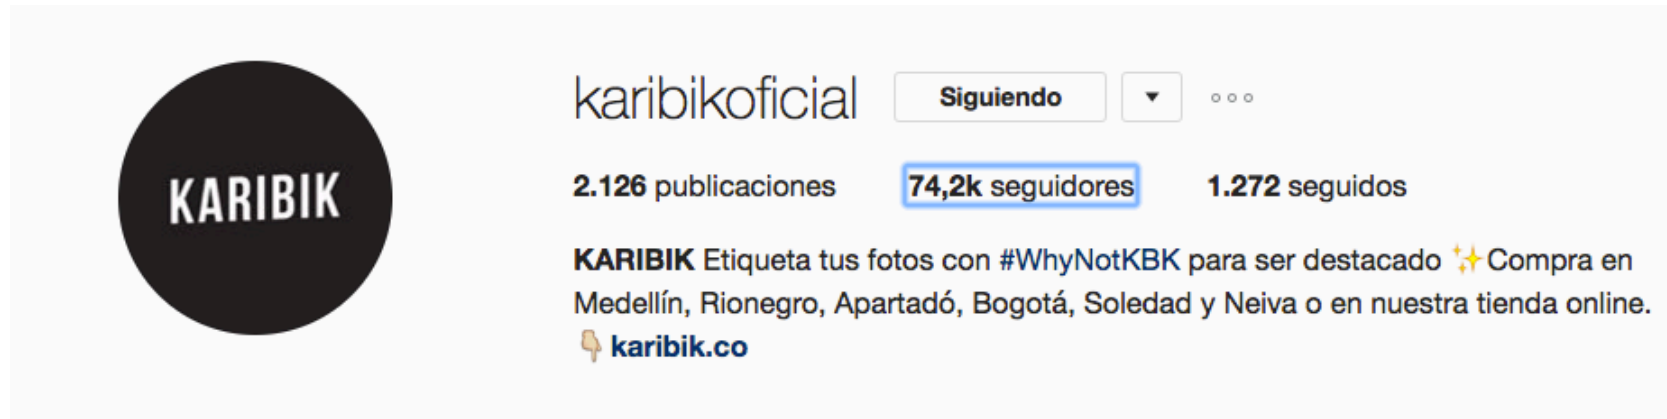 KARIBIK
karibikoficial Siguiendo
2.126 publicaciones 74,2k seguidores 1.272 seguidos
KARIBIK Etiqueta tus fotos con #WhyNotKBK para ser destacado ✨Compra en
Medellín, Rionegro, Apartadó, Bogotá, Soledad y Neiva o en nuestra tienda online.
👇🏼 karibik.co